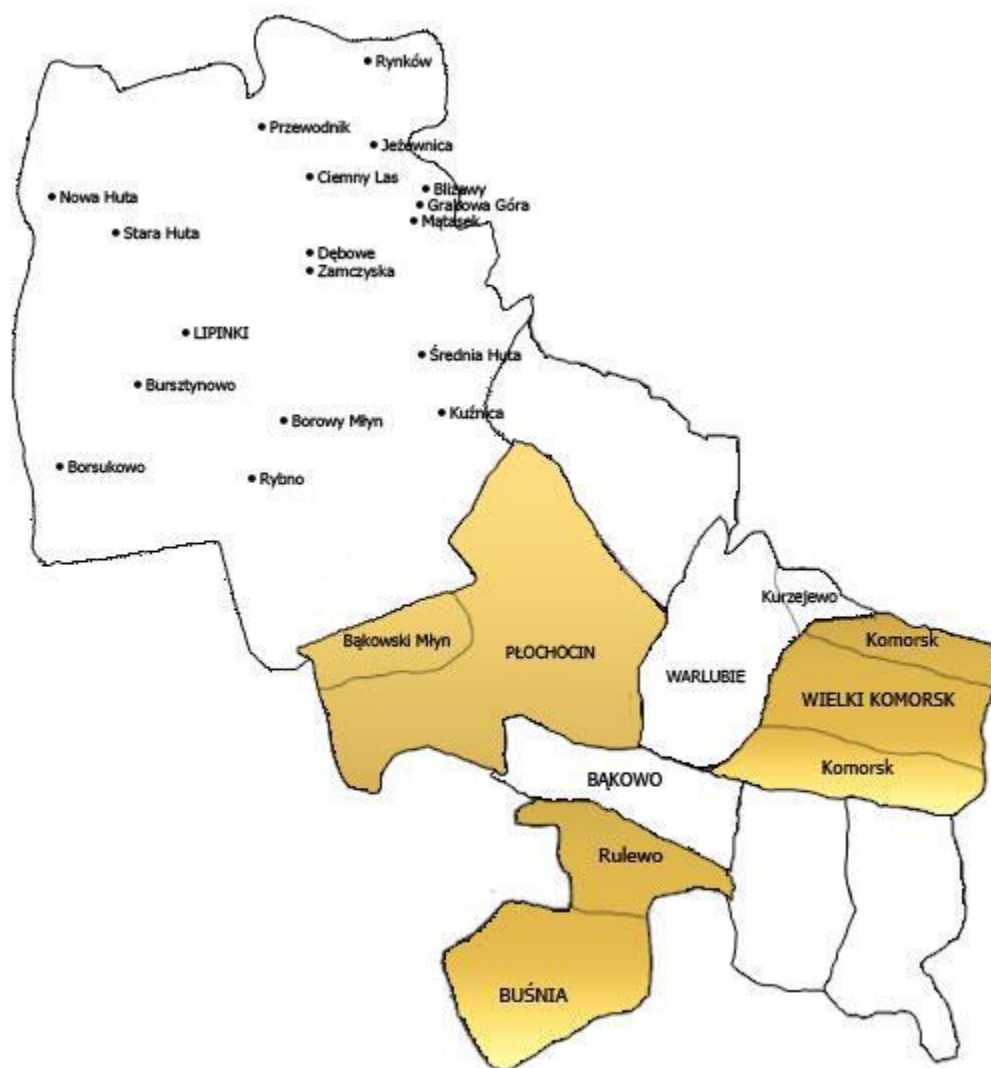 Rynków
Przewodnik
Jeżewnica
Ciemny Las
Bliżawy
Nowa Huta
Grabowa Góra
Mątasek
Stara Huta
Dębowe
Zamczyska
LIPINKI
Średnia Huta
Bursztynowo
Kuźnica
Borowy Młyn
Borsukowo
Rybno
Kurzejewo
Bąkowski Młyn
Komorsk
PŁOCHOCIN
WARLUBIE
WIELKI KOMORSK
Komorsk
BĄKOWO
Rulewo
BUŚNIA